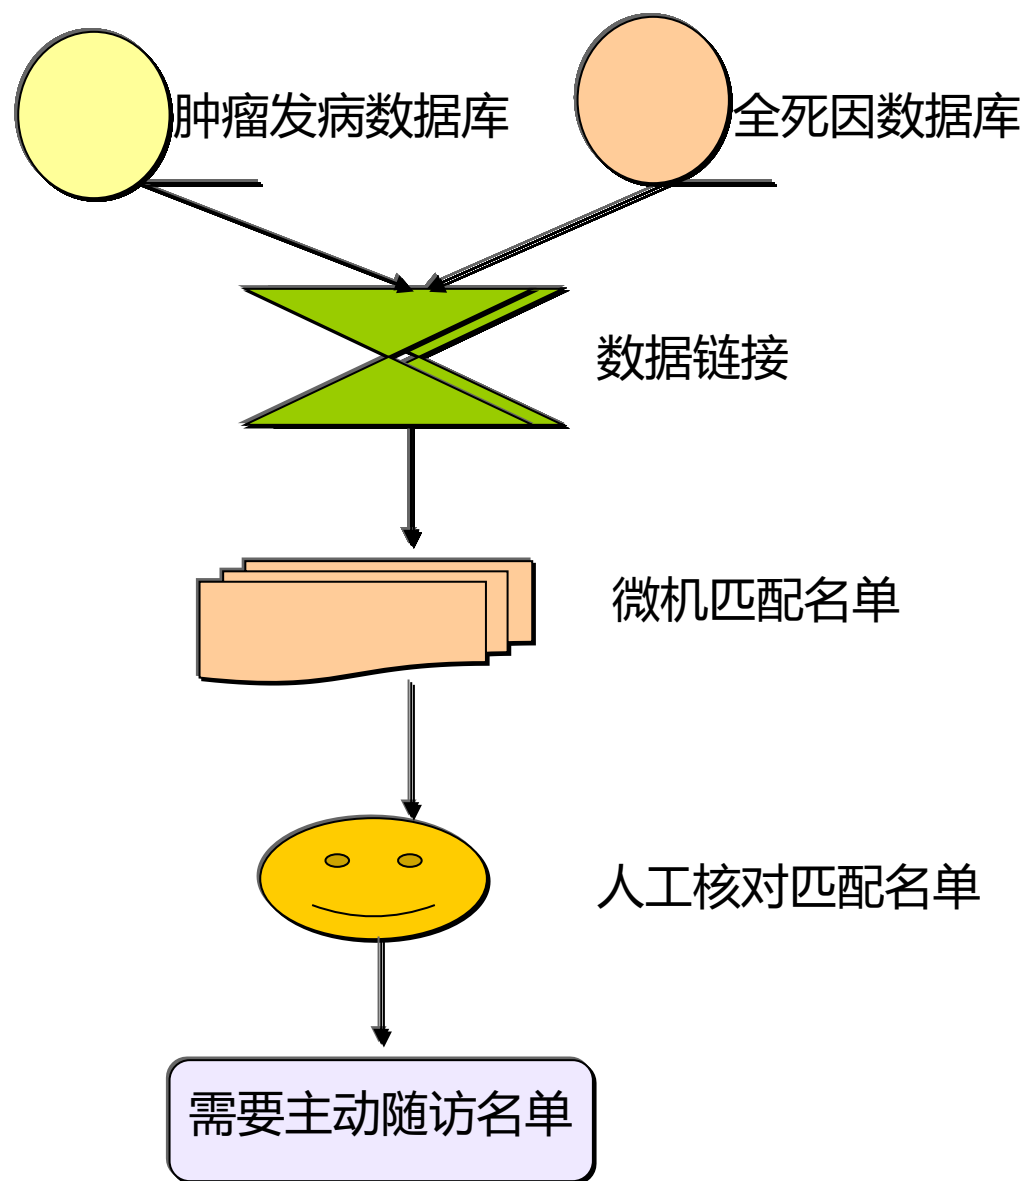 肿瘤发病数据库
全死因数据库
数据链接
微机匹配名单
人工核对匹配名单
需要主动随访名单